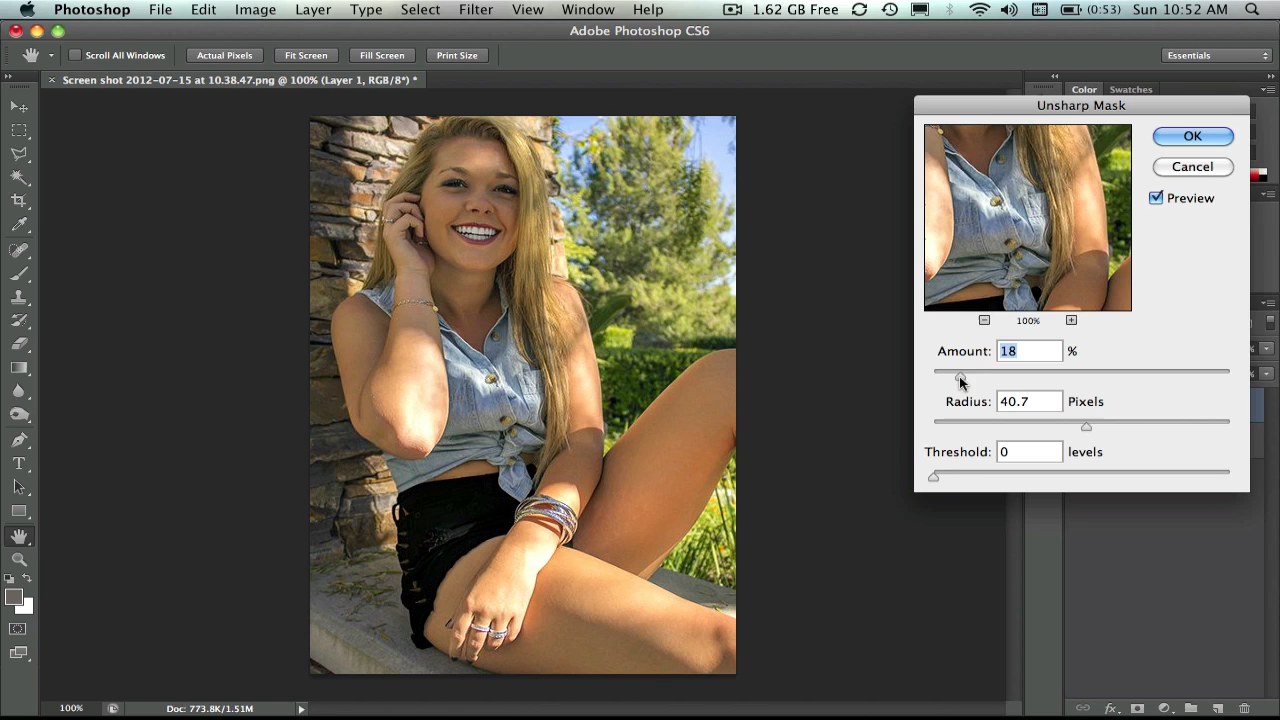 Photoshop File Edit Image Layer Type Select Filter View Window Help 1.62 GB Free (0:53) Sun 10:52 AM
Adobe Photoshop CS6
Scroll All Windows Actual Pixels Fit Screen Fill Screen Print Size Essentials
× Screen shot 2012-07-15 at 10.38.47.png @ 100% (Layer 1, RGB/8*) *
Color Swatches
Unsharp Mask
OK
Cancel
Preview
100%
Amount: 18 %
Radius: 40.7 Pixels
Threshold: 0 levels
T
fx
100% Doc: 773.8K/1.51M